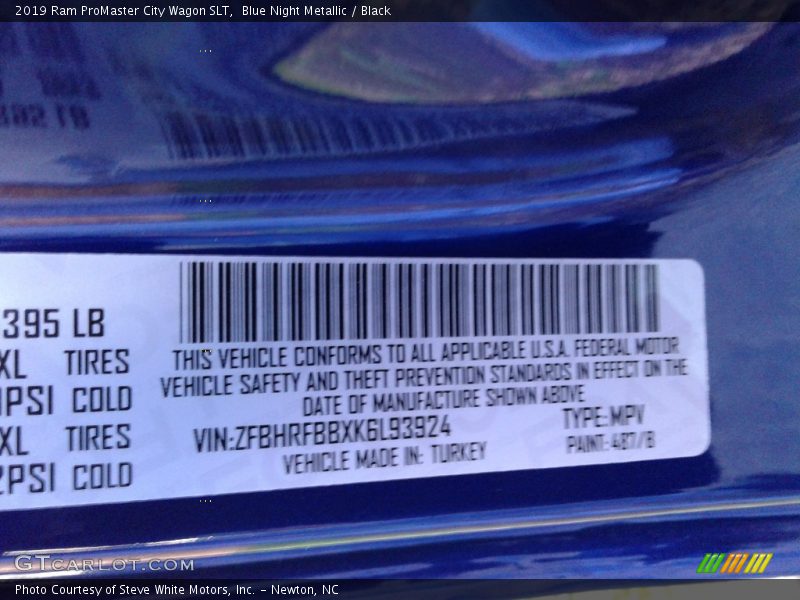 2019 Ram ProMaster City Wagon SLT,  Blue Night Metallic / Black
395 LB
XL TIRES
PSI COLD
XL TIRES
PSI COLD
THIS VEHICLE CONFORMS TO ALL APPLICABLE U.S.A. FEDERAL MOTOR
VEHICLE SAFETY AND THEFT PREVENTION STANDARDS IN EFFECT ON THE
DATE OF MANUFACTURE SHOWN ABOVE
VIN:ZFBHRFBBXK6L93924 TYPE:MPV
VEHICLE MADE IN: TURKEY PAINT: 487/B
GTCARLOT.COM
Photo Courtesy of Steve White Motors, Inc. – Newton, NC